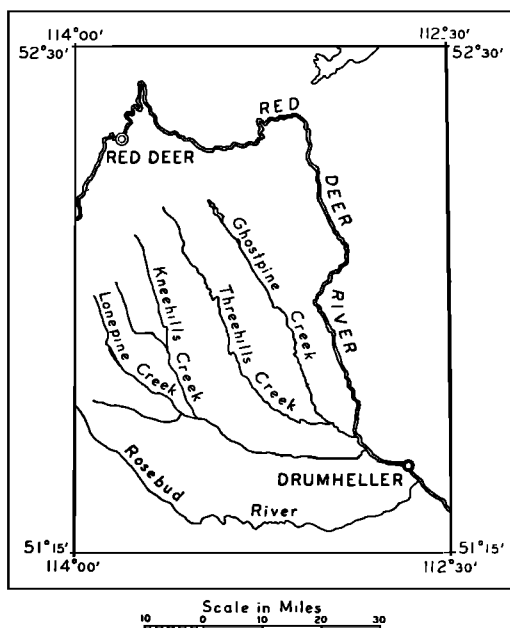 114°00'
112°30'
52°30'
52°30'
RED
RED DEER
DEER
RIVER
Ghostpine
Creek
Threehills
Creek
Kneehills
Creek
Lonepine Creek
DRUMHELLER
Rosebud
River
51°15'
51°15'
114°00'
112°30'
Scale in Miles
10 0 10 20 30